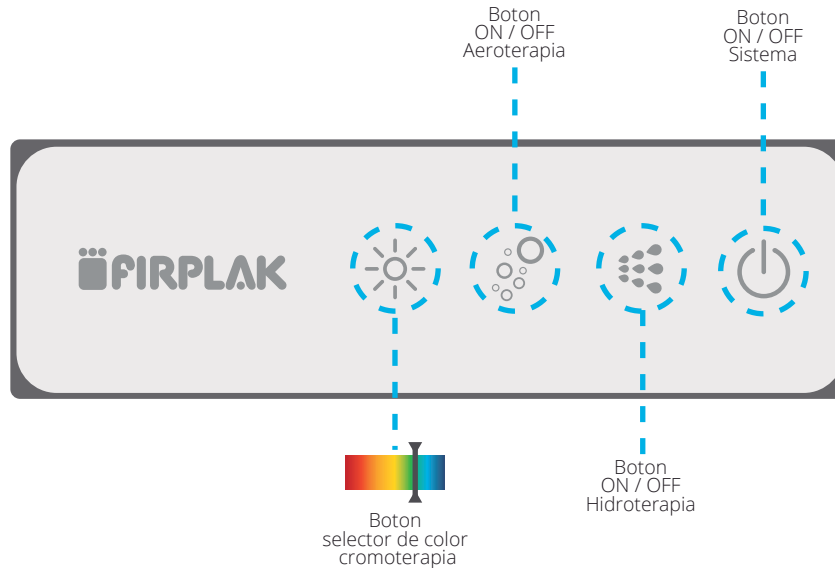 Boton
ON / OFF
Aeroterapia
Boton
ON / OFF
Sistema
FIRPLAK
Boton
selector de color
cromoterapia
Boton
ON / OFF
Hidroterapia